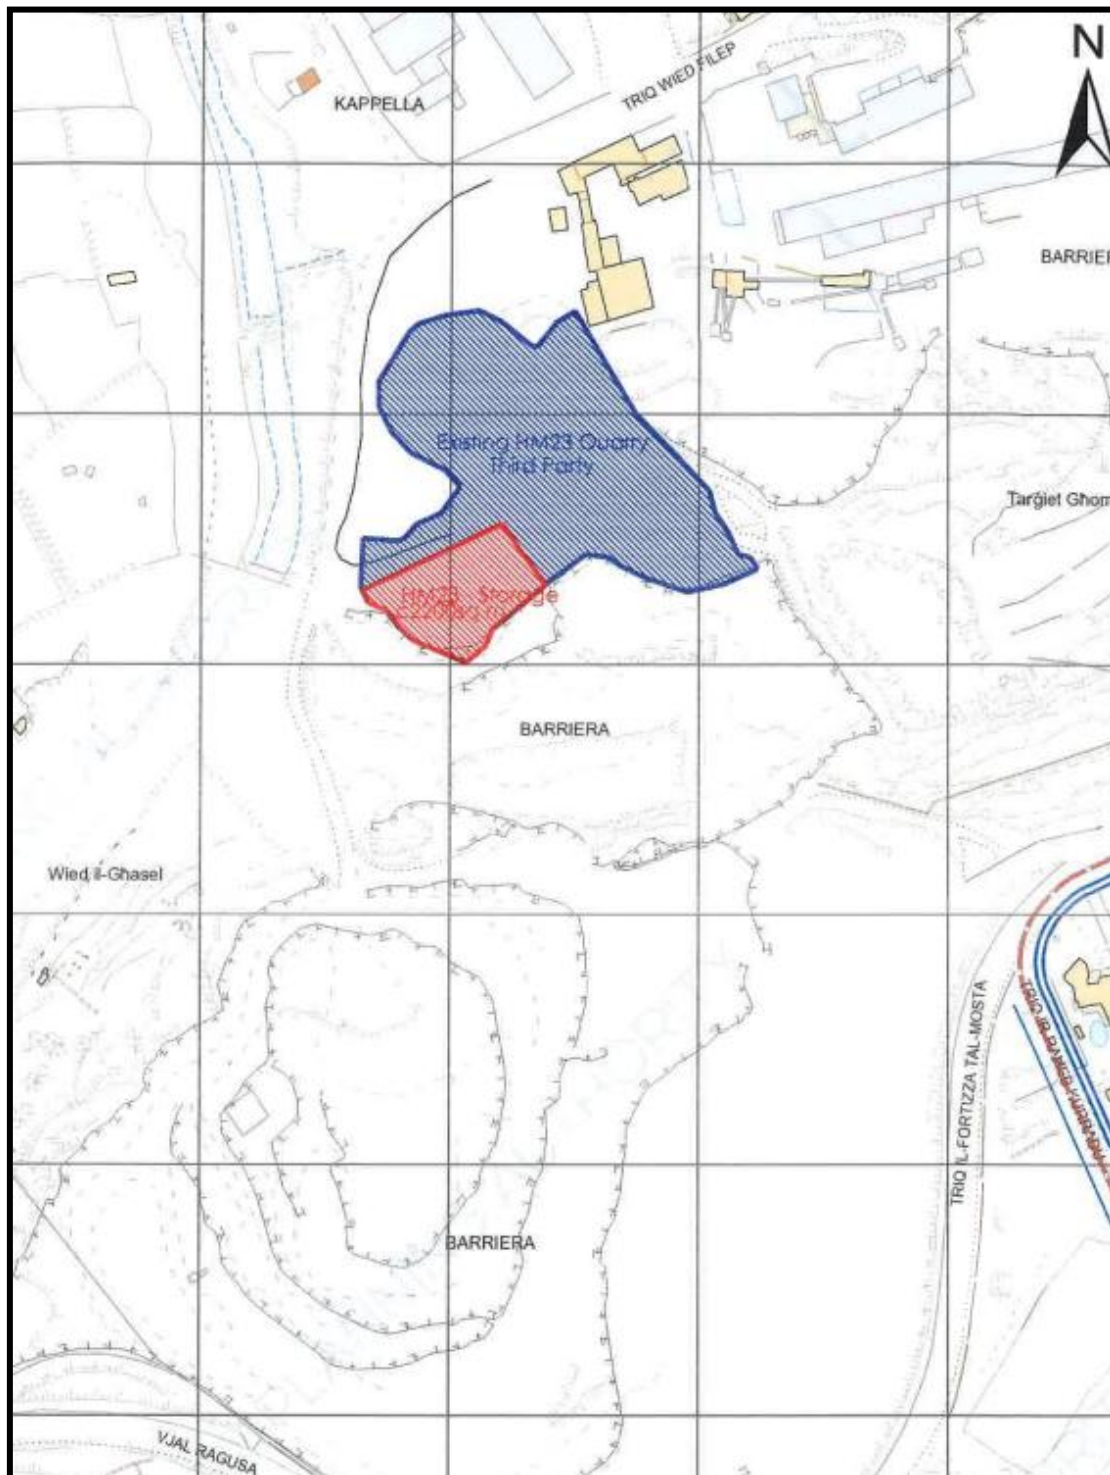 N
KAPPELLA
TRIQ WIED FILEP
BARRIER
Existing HM23 Quarry
Third Party
Tarġiet Għom
HM23 Storage
BARRIERA
Wied il-Għasel
TRIQ IL-FORTIZZA TAL-MOSTA
BARRIERA
VJAL RAGUSA